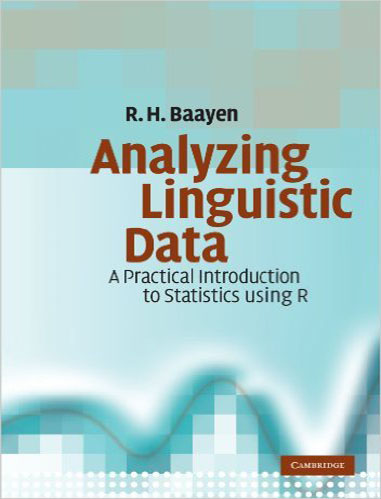 R. H. Baayen
Analyzing
Linguistic
Data
A Practical Introduction
to Statistics using R
CAMBRIDGE